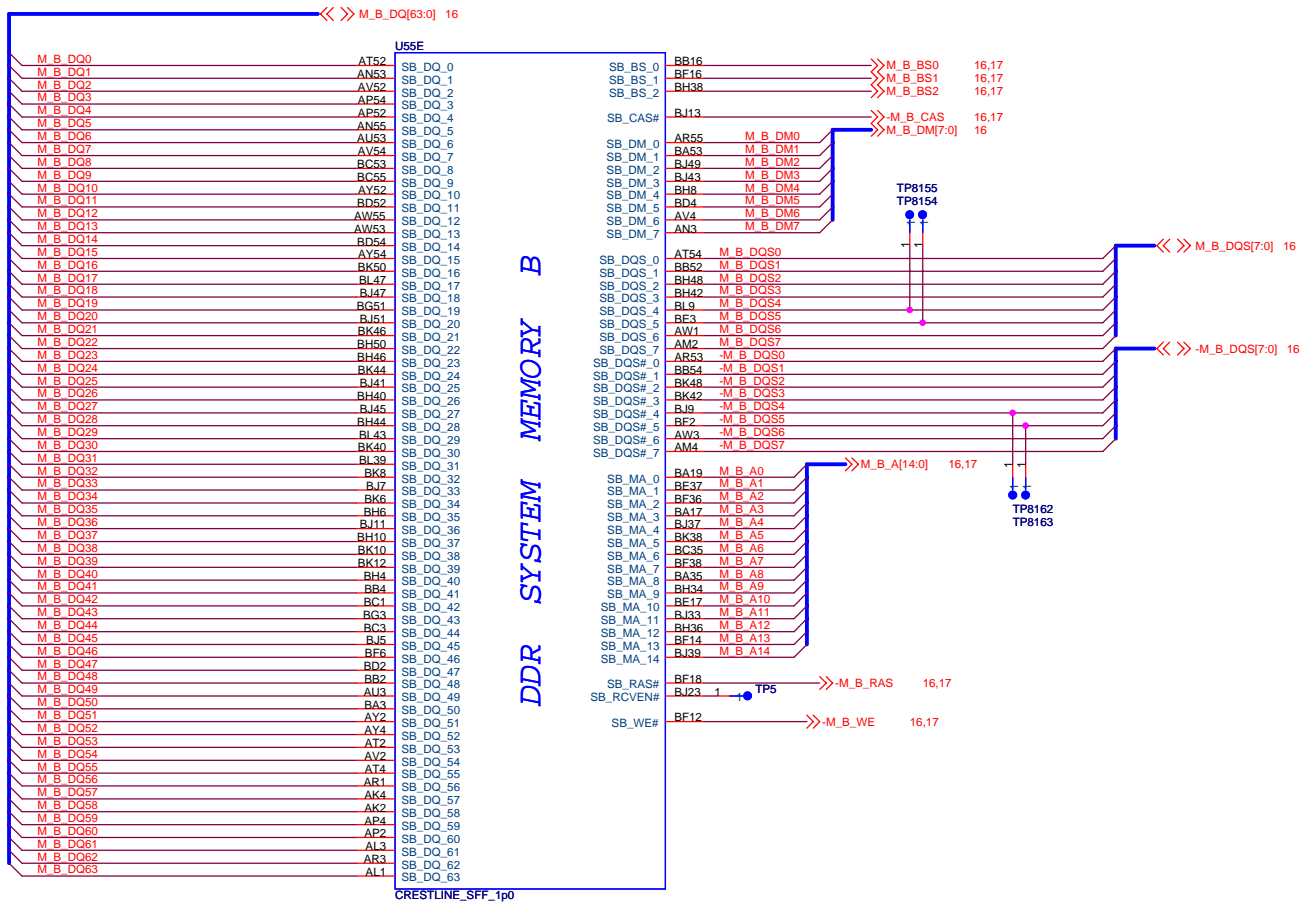 M_B_DQ[63:0] 16
U55E
M_B_DQ0 AT52 SB_DQ_0
M_B_DQ1 AN53 SB_DQ_1
M_B_DQ2 AV52 SB_DQ_2
M_B_DQ3 AP54 SB_DQ_3
M_B_DQ4 AP52 SB_DQ_4
M_B_DQ5 AN55 SB_DQ_5
M_B_DQ6 AU53 SB_DQ_6
M_B_DQ7 AV54 SB_DQ_7
M_B_DQ8 BC53 SB_DQ_8
M_B_DQ9 BC55 SB_DQ_9
M_B_DQ10 AY52 SB_DQ_10
M_B_DQ11 BD52 SB_DQ_11
M_B_DQ12 AW55 SB_DQ_12
M_B_DQ13 AW53 SB_DQ_13
M_B_DQ14 BD54 SB_DQ_14
M_B_DQ15 AY54 SB_DQ_15
M_B_DQ16 BK50 SB_DQ_16
M_B_DQ17 BL47 SB_DQ_17
M_B_DQ18 BJ47 SB_DQ_18
M_B_DQ19 BG51 SB_DQ_19
M_B_DQ20 BJ51 SB_DQ_20
M_B_DQ21 BK46 SB_DQ_21
M_B_DQ22 BH50 SB_DQ_22
M_B_DQ23 BH46 SB_DQ_23
M_B_DQ24 BK44 SB_DQ_24
M_B_DQ25 BJ41 SB_DQ_25
M_B_DQ26 BH40 SB_DQ_26
M_B_DQ27 BJ45 SB_DQ_27
M_B_DQ28 BH44 SB_DQ_28
M_B_DQ29 BL43 SB_DQ_29
M_B_DQ30 BK40 SB_DQ_30
M_B_DQ31 BL39 SB_DQ_31
M_B_DQ32 BK8 SB_DQ_32
M_B_DQ33 BJ7 SB_DQ_33
M_B_DQ34 BK6 SB_DQ_34
M_B_DQ35 BH6 SB_DQ_35
M_B_DQ36 BJ11 SB_DQ_36
M_B_DQ37 BH10 SB_DQ_37
M_B_DQ38 BK10 SB_DQ_38
M_B_DQ39 BK12 SB_DQ_39
M_B_DQ40 BH4 SB_DQ_40
M_B_DQ41 BB4 SB_DQ_41
M_B_DQ42 BC1 SB_DQ_42
M_B_DQ43 BG3 SB_DQ_43
M_B_DQ44 BC3 SB_DQ_44
M_B_DQ45 BJ5 SB_DQ_45
M_B_DQ46 BF6 SB_DQ_46
M_B_DQ47 BD2 SB_DQ_47
M_B_DQ48 BB2 SB_DQ_48
M_B_DQ49 AU3 SB_DQ_49
M_B_DQ50 BA3 SB_DQ_50
M_B_DQ51 AY2 SB_DQ_51
M_B_DQ52 AY4 SB_DQ_52
M_B_DQ53 AT2 SB_DQ_53
M_B_DQ54 AV2 SB_DQ_54
M_B_DQ55 AT4 SB_DQ_55
M_B_DQ56 AR1 SB_DQ_56
M_B_DQ57 AK4 SB_DQ_57
M_B_DQ58 AK2 SB_DQ_58
M_B_DQ59 AP4 SB_DQ_59
M_B_DQ60 AP2 SB_DQ_60
M_B_DQ61 AL3 SB_DQ_61
M_B_DQ62 AR3 SB_DQ_62
M_B_DQ63 AL1 SB_DQ_63
DDR SYSTEM MEMORY B
SB_BS_0 BB16 M_B_BS0 16,17
SB_BS_1 BF16 M_B_BS1 16,17
SB_BS_2 BH38 M_B_BS2 16,17
SB_CAS# BJ13 -M_B_CAS 16,17
M_B_DM[7:0] 16
SB_DM_0 AR55 M_B_DM0
SB_DM_1 BA53 M_B_DM1
SB_DM_2 BJ49 M_B_DM2
SB_DM_3 BJ43 M_B_DM3
SB_DM_4 BH8 M_B_DM4
SB_DM_5 BD4 M_B_DM5
SB_DM_6 AV4 M_B_DM6
SB_DM_7 AN3 M_B_DM7
TP8155
TP8154
1 1
1 1
M_B_DQS[7:0] 16
SB_DQS_0 AT54 M_B_DQS0
SB_DQS_1 BB52 M_B_DQS1
SB_DQS_2 BH48 M_B_DQS2
SB_DQS_3 BH42 M_B_DQS3
SB_DQS_4 BL9 M_B_DQS4
SB_DQS_5 BE3 M_B_DQS5
SB_DQS_6 AW1 M_B_DQS6
SB_DQS_7 AM2 M_B_DQS7
-M_B_DQS[7:0] 16
SB_DQS#_0 AR53 -M_B_DQS0
SB_DQS#_1 BB54 -M_B_DQS1
SB_DQS#_2 BK48 -M_B_DQS2
SB_DQS#_3 BK42 -M_B_DQS3
SB_DQS#_4 BJ9 -M_B_DQS4
SB_DQS#_5 BF2 -M_B_DQS5
SB_DQS#_6 AW3 -M_B_DQS6
SB_DQS#_7 AM4 -M_B_DQS7
1 1
1 1
TP8162
TP8163
M_B_A[14:0] 16,17
SB_MA_0 BA19 M_B_A0
SB_MA_1 BE37 M_B_A1
SB_MA_2 BF36 M_B_A2
SB_MA_3 BA17 M_B_A3
SB_MA_4 BJ37 M_B_A4
SB_MA_5 BK38 M_B_A5
SB_MA_6 BC35 M_B_A6
SB_MA_7 BF38 M_B_A7
SB_MA_8 BA35 M_B_A8
SB_MA_9 BH34 M_B_A9
SB_MA_10 BE17 M_B_A10
SB_MA_11 BJ33 M_B_A11
SB_MA_12 BH36 M_B_A12
SB_MA_13 BF14 M_B_A13
SB_MA_14 BJ39 M_B_A14
SB_RAS# BF18 -M_B_RAS 16,17
SB_RCVEN# BJ23 1 1 TP5
SB_WE# BF12 -M_B_WE 16,17
CRESTLINE_SFF_1p0